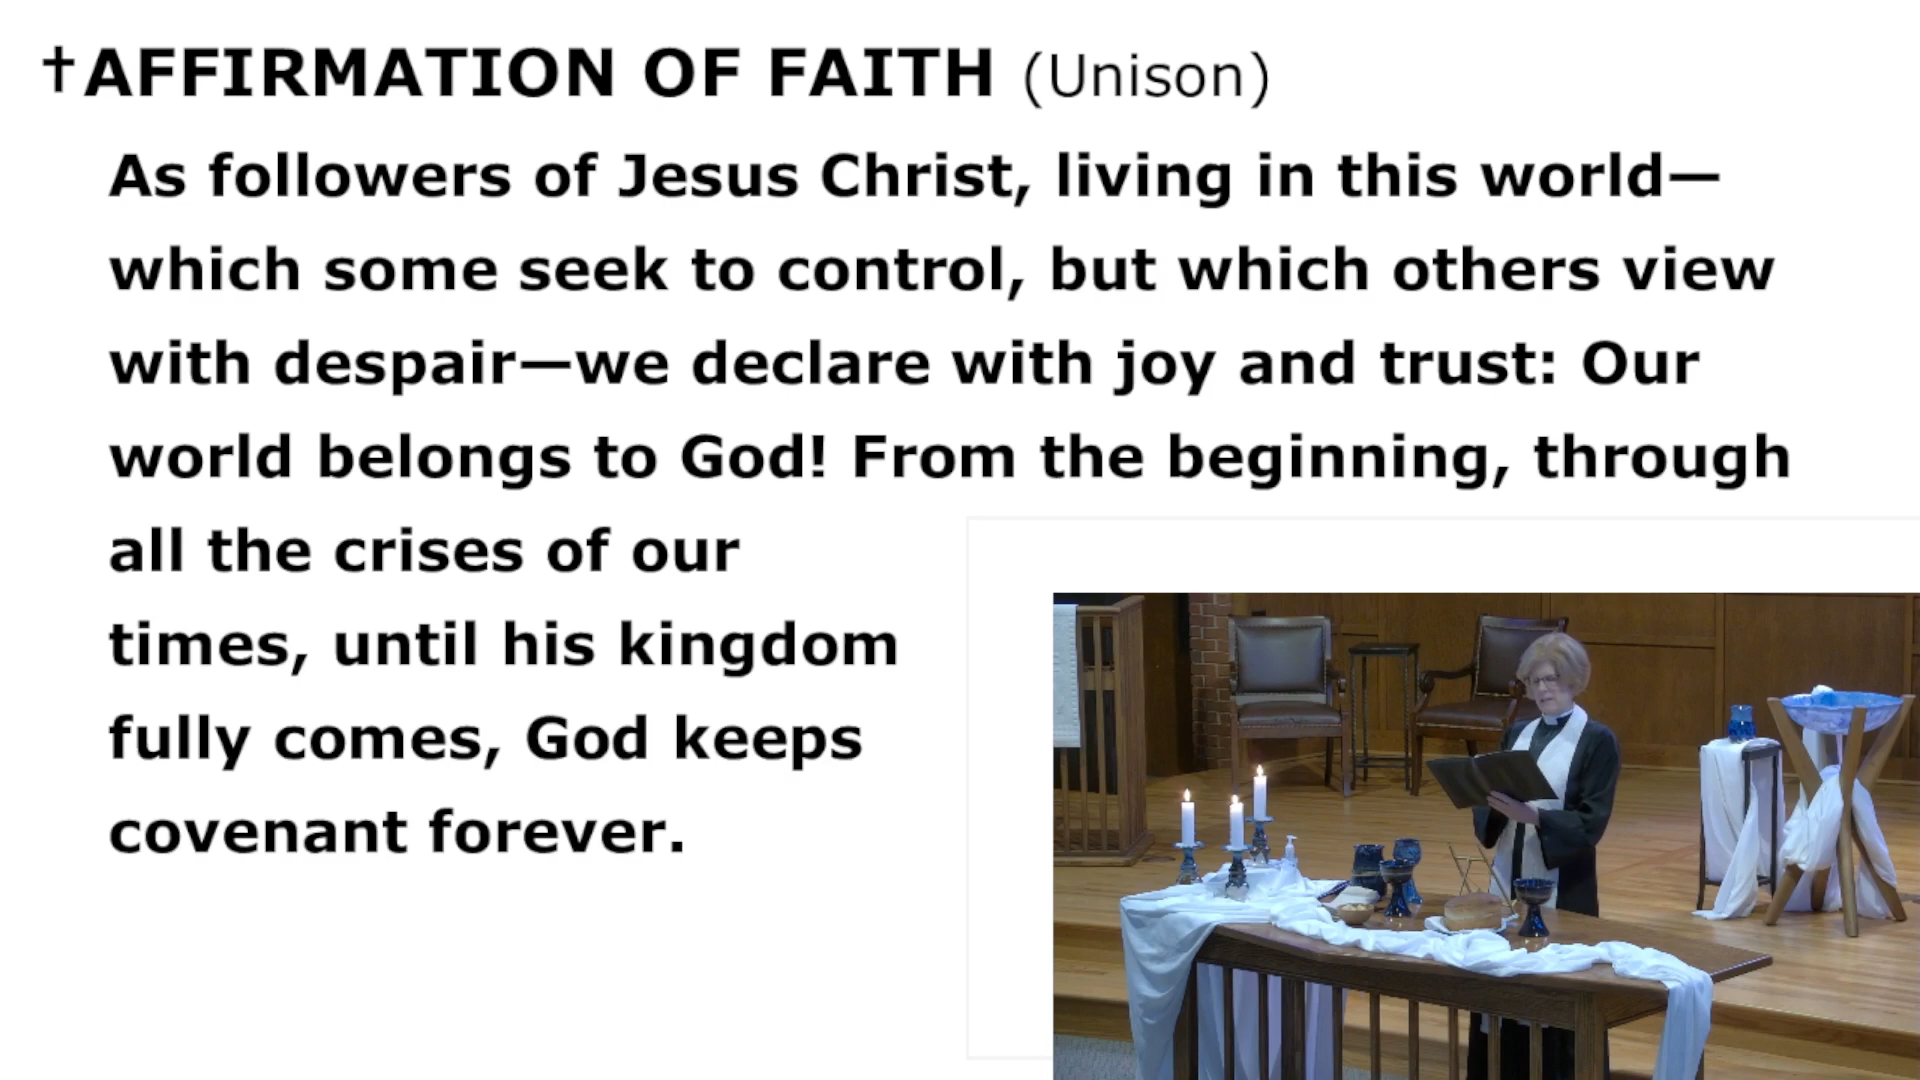 †AFFIRMATION OF FAITH (Unison)
As followers of Jesus Christ, living in this world—
which some seek to control, but which others view
with despair—we declare with joy and trust: Our
world belongs to God! From the beginning, through
all the crises of our
times, until his kingdom
fully comes, God keeps
covenant forever.